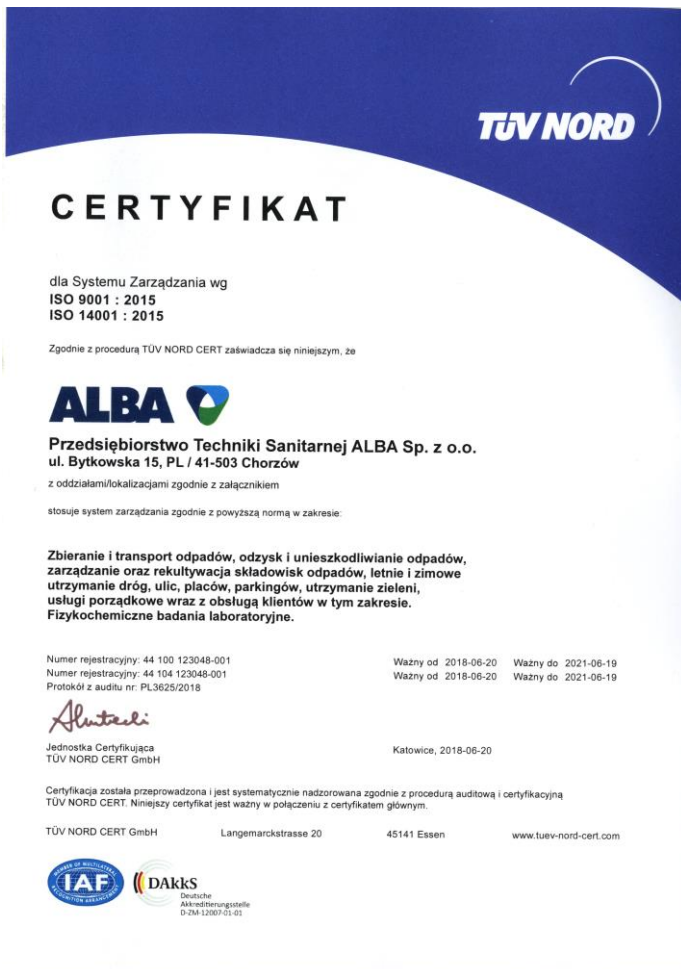 TÜV NORD
CERTYFIKAT
dla Systemu Zarządzania wg
ISO 9001 : 2015
ISO 14001 : 2015
Zgodnie z procedurą TÜV NORD CERT zaświadcza się niniejszym, że
ALBA
Przedsiębiorstwo Techniki Sanitarnej ALBA Sp. z o.o.
ul. Bytkowska 15, PL / 41-503 Chorzów
z oddziałami/lokalizacjami zgodnie z załącznikiem
stosuje system zarządzania zgodnie z powyższą normą w zakresie:
Zbieranie i transport odpadów, odzysk i unieszkodliwianie odpadów,
zarządzanie oraz rekultywacja składowisk odpadów, letnie i zimowe
utrzymanie dróg, ulic, placów, parkingów, utrzymanie zieleni,
usługi porządkowe wraz z obsługą klientów w tym zakresie.
Fizykochemiczne badania laboratoryjne.
Numer rejestracyjny: 44 100 123048-001 Ważny od 2018-06-20 Ważny do 2021-06-19
Numer rejestracyjny: 44 104 123048-001 Ważny od 2018-06-20 Ważny do 2021-06-19
Protokół z auditu nr: PL3625/2018
Jednostka Certyfikująca
TÜV NORD CERT GmbH
Katowice, 2018-06-20
Certyfikacja została przeprowadzona i jest systematycznie nadzorowana zgodnie z procedurą auditową i certyfikacyjną
TÜV NORD CERT. Niniejszy certyfikat jest ważny w połączeniu z certyfikatem głównym.
TÜV NORD CERT GmbH Langemarckstrasse 20 45141 Essen www.tuev-nord-cert.com
MEMBER OF MULTILATERAL
IAF
RECOGNITION ARRANGEMENT
DAkkS
Deutsche
Akkreditierungsstelle
D-ZM-12007-01-01